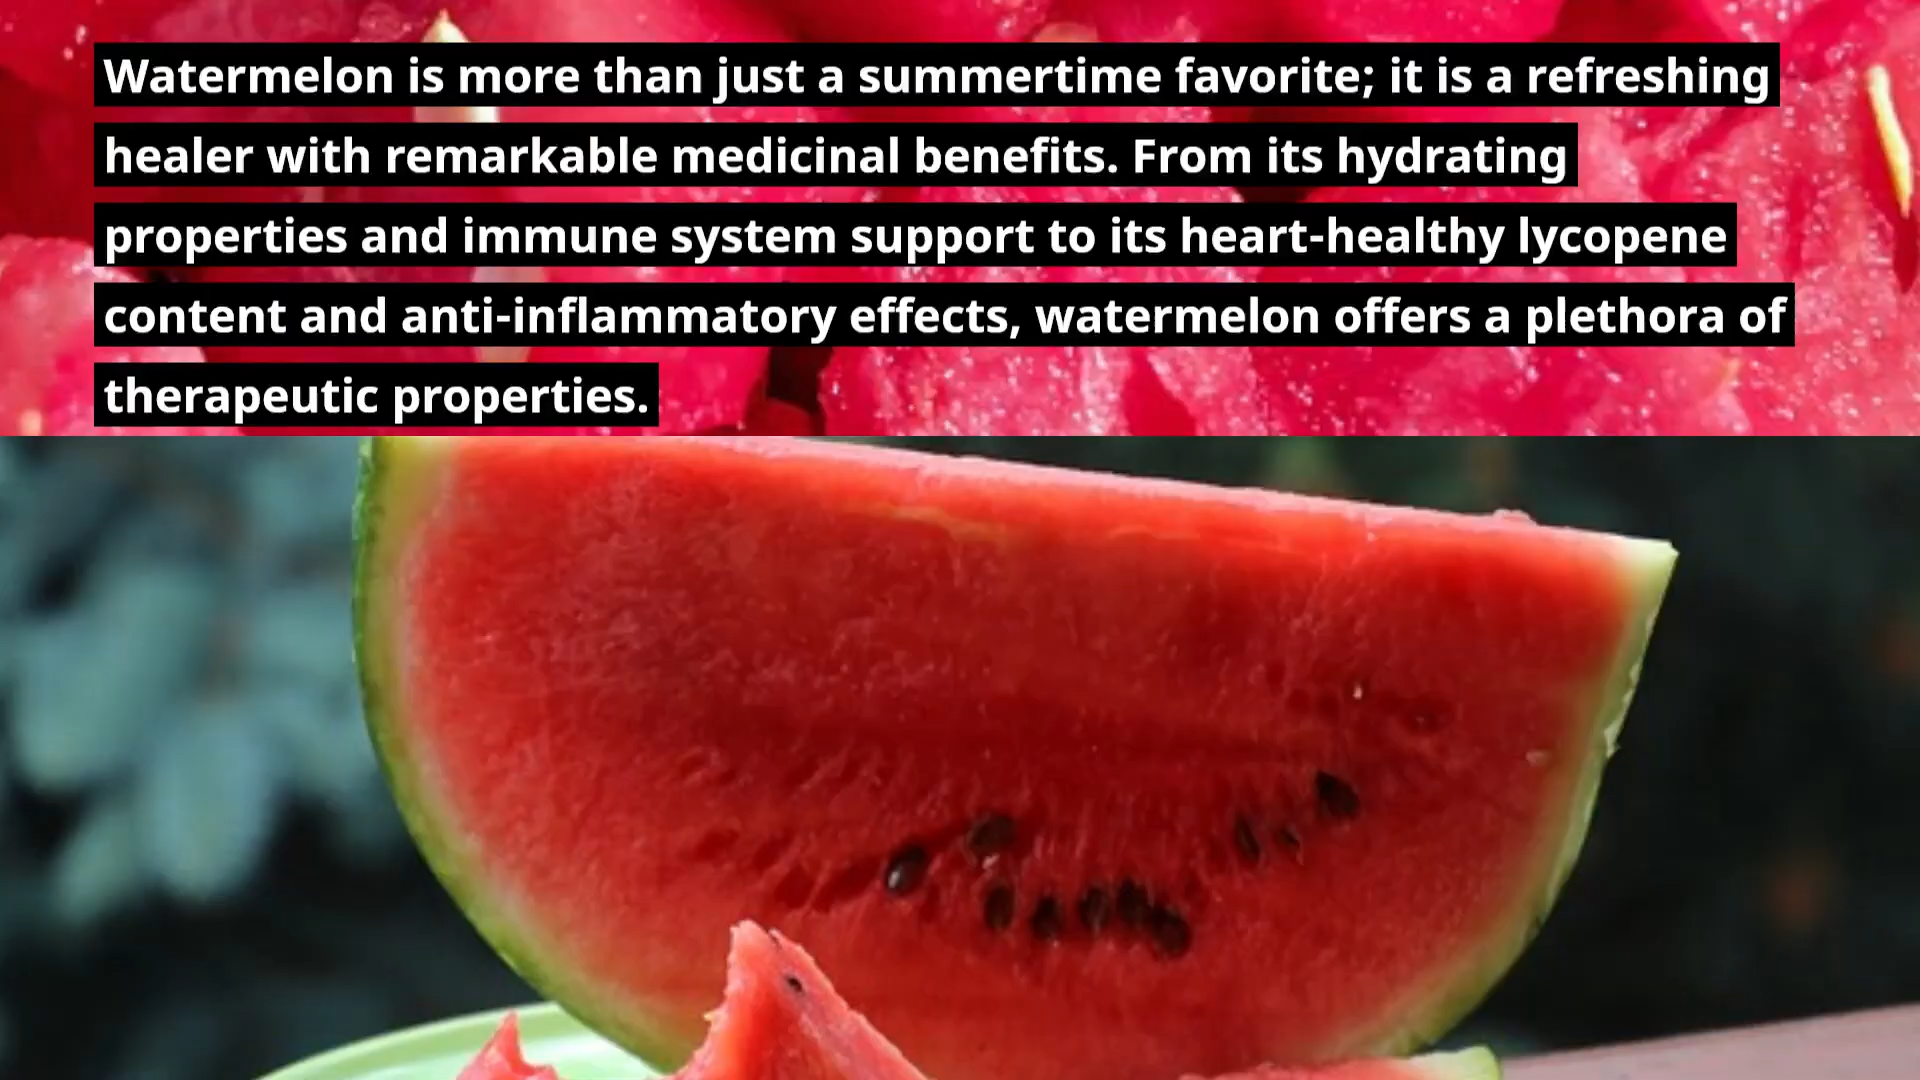 Watermelon is more than just a summertime favorite; it is a refreshing
healer with remarkable medicinal benefits. From its hydrating
properties and immune system support to its heart-healthy lycopene
content and anti-inflammatory effects, watermelon offers a plethora of
therapeutic properties.